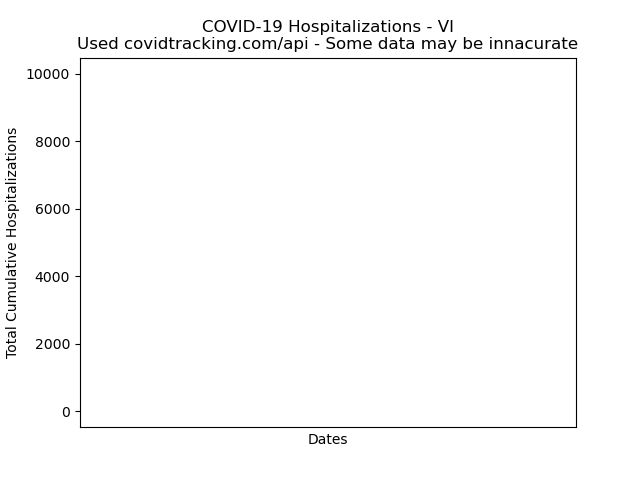 COVID-19 Hospitalizations - VI
Used covidtracking.com/api - Some data may be innacurate
10000
8000
6000
4000
2000
0
Total Cumulative Hospitalizations
Dates